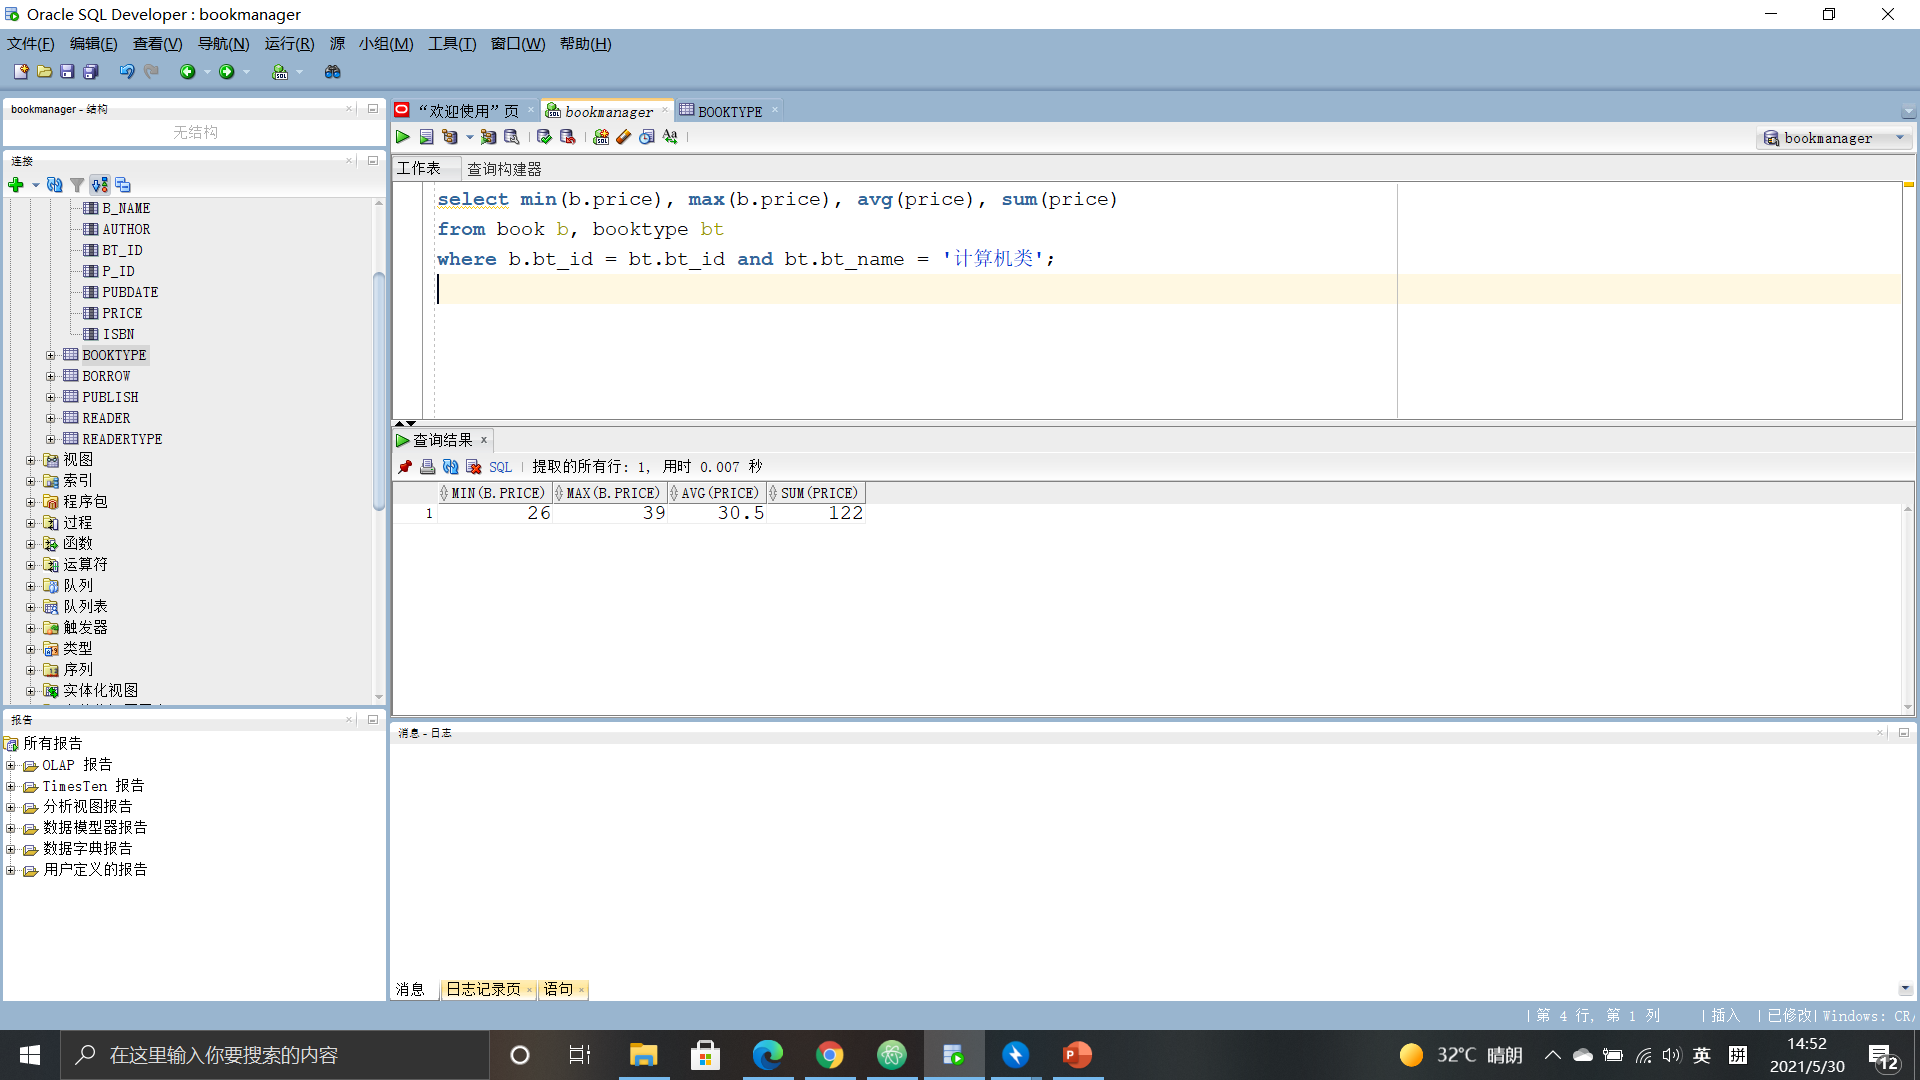 Oracle SQL Developer : bookmanager
文件(F) 编辑(E) 查看(V) 导航(N) 运行(R) 源 小组(M) 工具(T) 窗口(W) 帮助(H)
bookmanager - 结构
无结构
连接
B_NAME
AUTHOR
BT_ID
P_ID
PUBDATE
PRICE
ISBN
BOOKTYPE
BORROW
PUBLISH
READER
READERTYPE
视图
索引
程序包
过程
函数
运算符
队列
队列表
触发器
类型
序列
实体化视图
报告
所有报告
OLAP 报告
TimesTen 报告
分析视图报告
数据模型器报告
数据字典报告
用户定义的报告
“欢迎使用”页 bookmanager BOOKTYPE
bookmanager
工作表 查询构建器
select min(b.price), max(b.price), avg(price), sum(price)
from book b, booktype bt
where b.bt_id = bt.bt_id and bt.bt_name = '计算机类';
查询结果
SQL | 提取的所有行: 1, 用时 0.007 秒
MIN(B.PRICE) MAX(B.PRICE) AVG(PRICE) SUM(PRICE)
1 26 39 30.5 122
消息 - 日志
消息 日志记录页 语句
| 第 4 行, 第 1 列 | 插入 | 已修改| Windows: CR/
在这里输入你要搜索的内容
32°C 晴朗
英
拼
14:52
2021/5/30
12